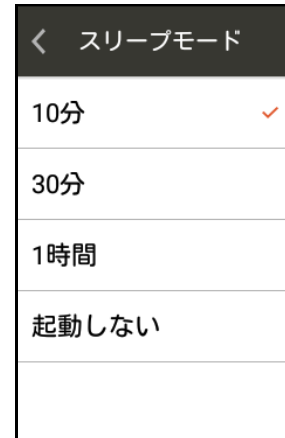 スリープモード
10分
30分
1時間
起動しない